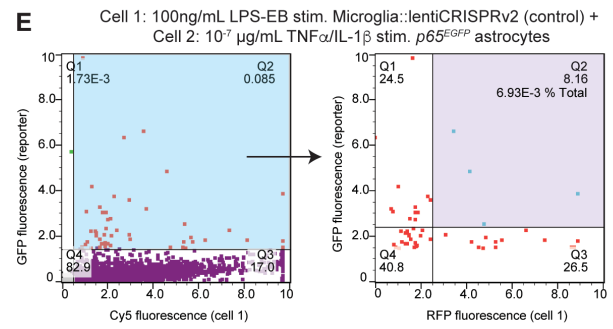 E
Cell 1: 100ng/mL LPS-EB stim. Microglia::lentiCRISPRv2 (control) +
Cell 2: 10⁻⁷ µg/mL TNFα/IL-1β stim. p65ᴱᴳᶠᴾ astrocytes
10
8.0
6.0
4.0
2.0
0
GFP fluorescence (reporter)
Q1
1.73E-3
Q2
0.085
Q4
82.9
Q3
17.0
0
2.0
4.0
6.0
8.0
10
Cy5 fluorescence (cell 1)
10
8.0
6.0
4.0
2.0
0
GFP fluorescence (reporter)
Q1
24.5
Q2
8.16
6.93E-3 % Total
Q4
40.8
Q3
26.5
0
2.0
4.0
6.0
8.0
10
RFP fluorescence (cell 1)